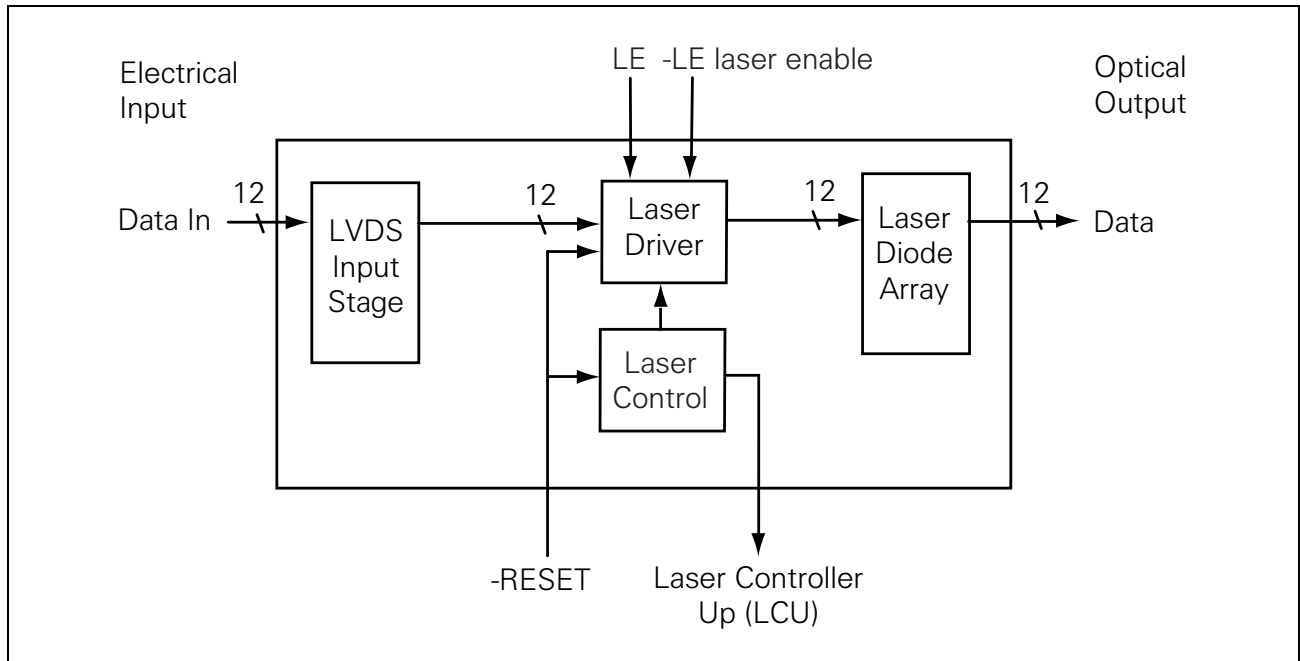 Electrical
Input
LE -LE laser enable
Optical
Output
12
Data In
LVDS
Input
Stage
12
Laser
Driver
12
Laser
Diode
Array
12
Data
Laser
Control
-RESET
Laser Controller
Up (LCU)